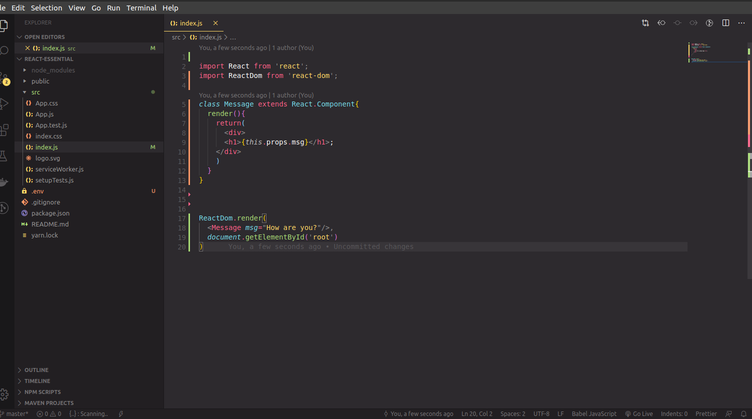 File Edit Selection View Go Run Terminal Help
EXPLORER
OPEN EDITORS
index.js src M
REACT-ESSENTIAL
node_modules
public
src
App.css
App.js
App.test.js
index.css
index.js M
logo.svg
serviceWorker.js
setupTests.js
.env U
.gitignore
package.json
README.md
yarn.lock
OUTLINE
TIMELINE
NPM SCRIPTS
MAVEN PROJECTS
index.js
src > index.js > ...
You, a few seconds ago | 1 author (You)
1
2 import React from 'react';
3 import ReactDom from 'react-dom';
4
You, a few seconds ago | 1 author (You)
5 class Message extends React.Component{
6 render(){
7 return(
8 <div>
9 <h1>{this.props.msg}</h1>;
10 </div>
11 )
12 }
13 }
14
15
16
17 ReactDom.render(
18 <Message msg="How are you?"/>,
19 document.getElementById('root')
20 ) You, a few seconds ago • Uncommitted changes
master* 0 0 {..} : Scanning.. You, a few seconds ago Ln 20, Col 2 Spaces: 2 UTF-8 LF Babel JavaScript Go Live Indents: 0 Prettier